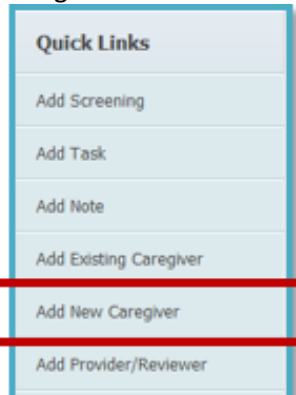 Quick Links
Add Screening
Add Task
Add Note
Add Existing Caregiver
Add New Caregiver
Add Provider/Reviewer